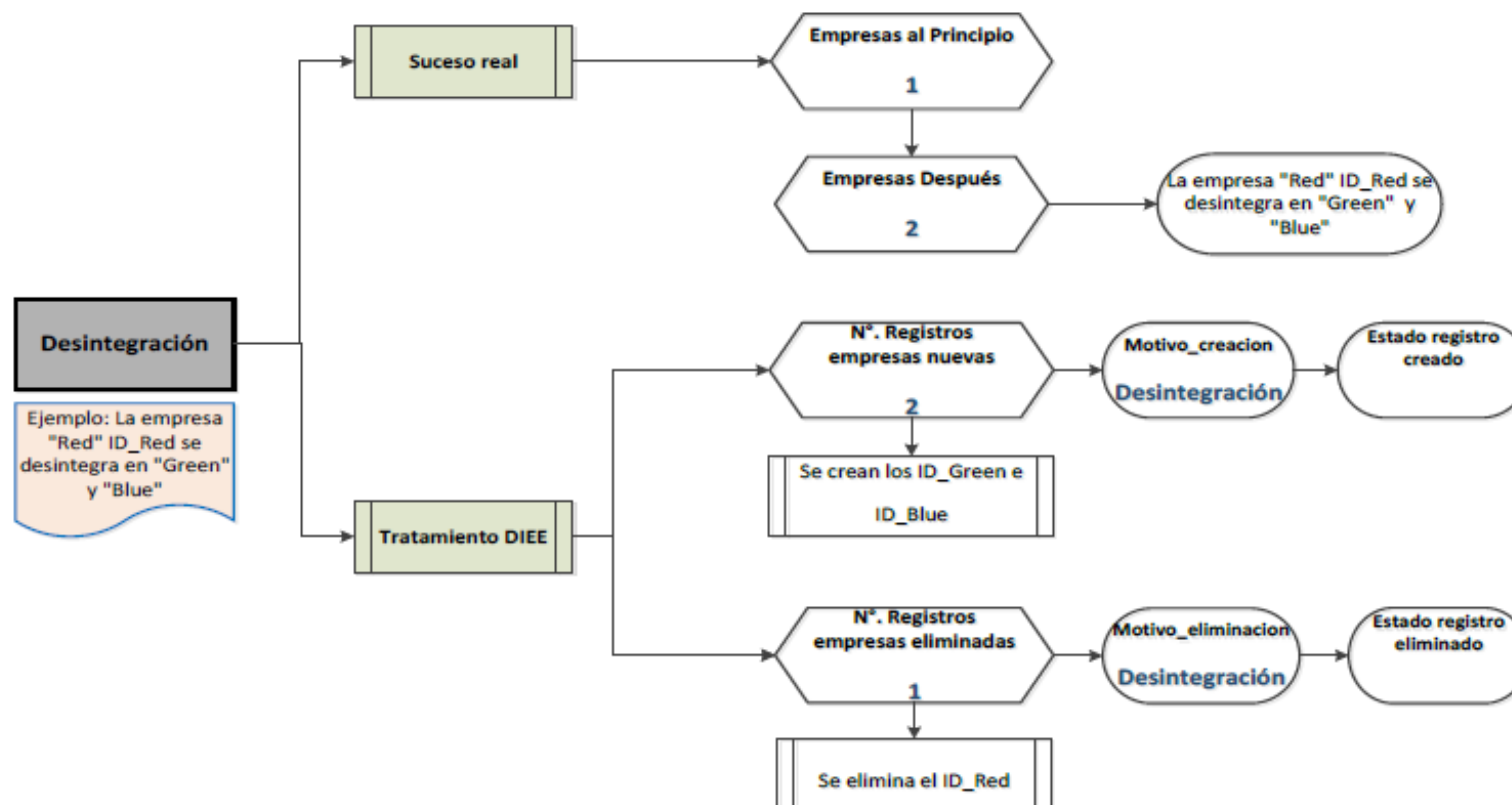 Suceso real
Empresas al Principio
1
Empresas Después
2
La empresa "Red" ID_Red se
desintegra en "Green" y
"Blue"
Desintegración
Ejemplo: La empresa
"Red" ID_Red se
desintegra en "Green"
y "Blue"
Tratamiento DIEE
N°. Registros
empresas nuevas
2
Motivo_creacion
Desintegración
Estado registro
creado
Se crean los ID_Green e
ID_Blue
N°. Registros
empresas eliminadas
1
Motivo_eliminacion
Desintegración
Estado registro
eliminado
Se elimina el ID_Red